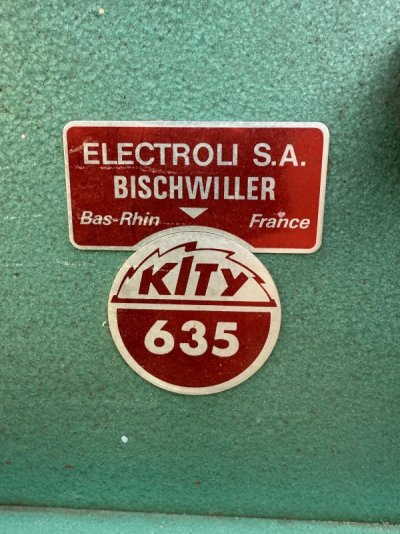 ELECTROLI S.A.
BISCHWILLER
Bas-Rhin France
KITY
635